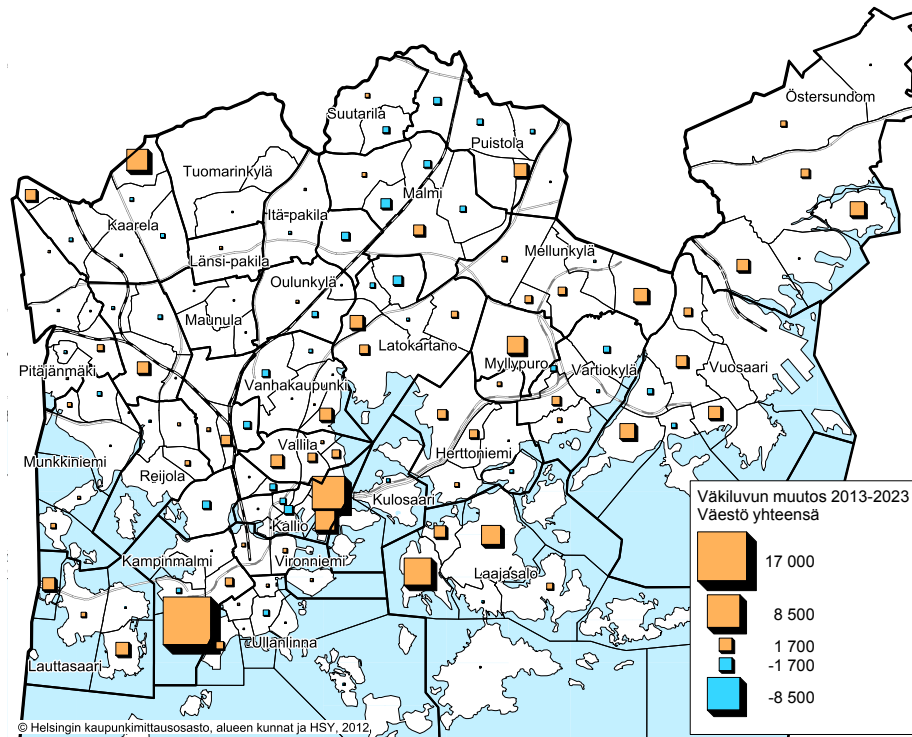 Östersundom
Suutarila
Puistola
Tuomarinkylä
Malmi
Itä-pakila
Kaarela
Länsi-pakila
Mellunkylä
Oulunkylä
Maunula
Latokartano
Pitäjänmäki
Vanhakaupunki
Myllypuro
Vartiokylä
Vuosaari
Vallila
Herttoniemi
Munkkiniemi
Reijola
Kulosaari
Kallio
Kampinmalmi
Vironniemi
Laajasalo
Ullanlinna
Lauttasaari
Väkiluvun muutos 2013-2023
Väestö yhteensä
17 000
8 500
1 700
-1 700
-8 500
© Helsingin kaupunkimittausosasto, alueen kunnat ja HSY, 2012